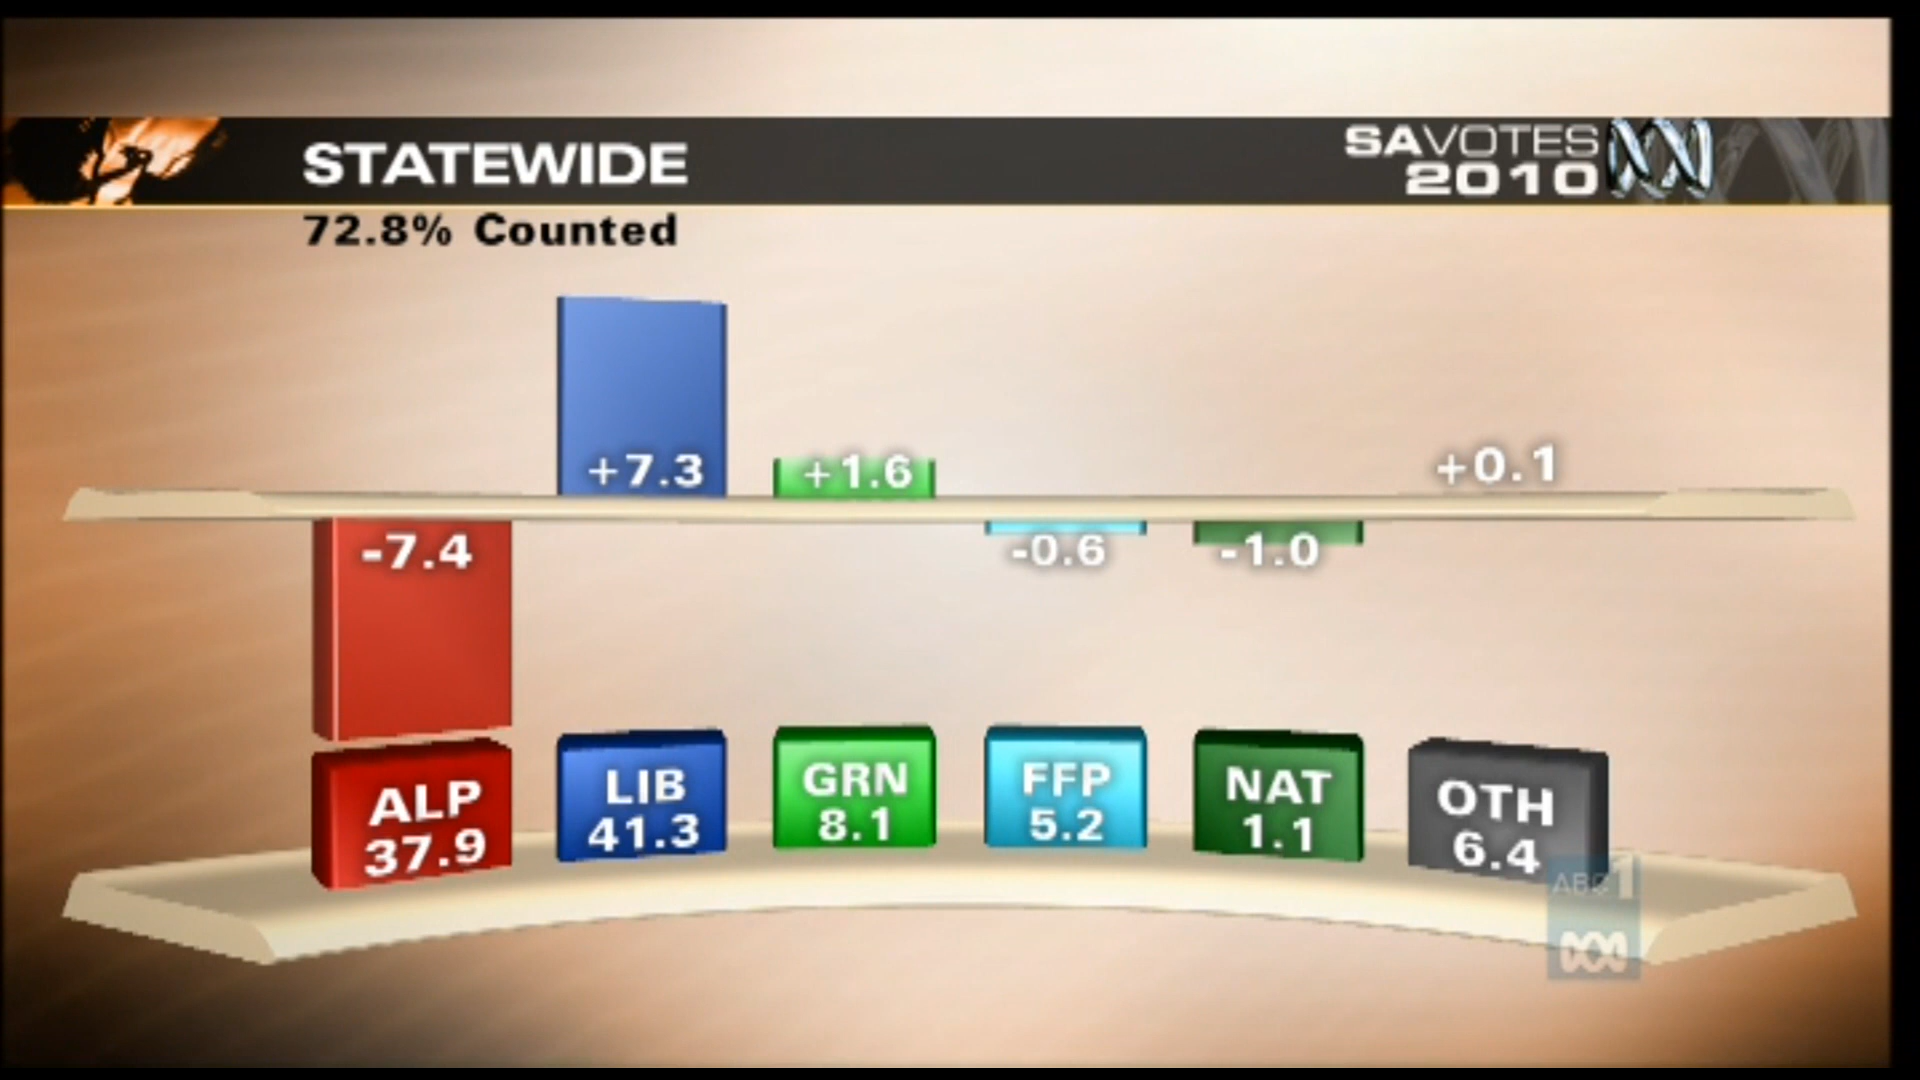 STATEWIDE
SAVOTES
2010
72.8% Counted
+7.3
+1.6
+0.1
-7.4
-0.6
-1.0
ALP
37.9
LIB
41.3
GRN
8.1
FFP
5.2
NAT
1.1
OTH
6.4
ABC1